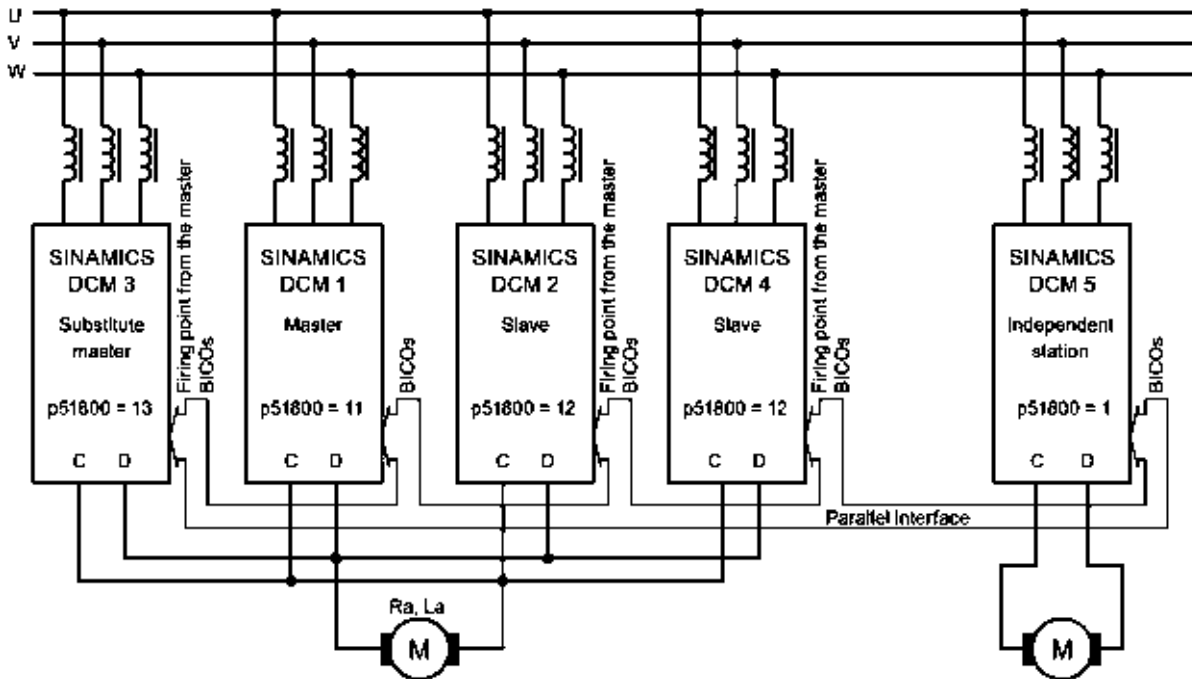 U
V
W
SINAMICS
DCM 3
Substitute
master
p51800 = 13
C D
Firing point from the master
BICOs
SINAMICS
DCM 1
Master
p51800 = 11
C D
BICOs
SINAMICS
DCM 2
Slave
p51800 = 12
C D
Firing point from the master
BICOs
SINAMICS
DCM 4
Slave
p51800 = 12
C D
Firing point from the master
BICOs
SINAMICS
DCM 5
Independent
station
p51800 = 1
C D
BICOs
Parallel Interface
Ra, La
M
M